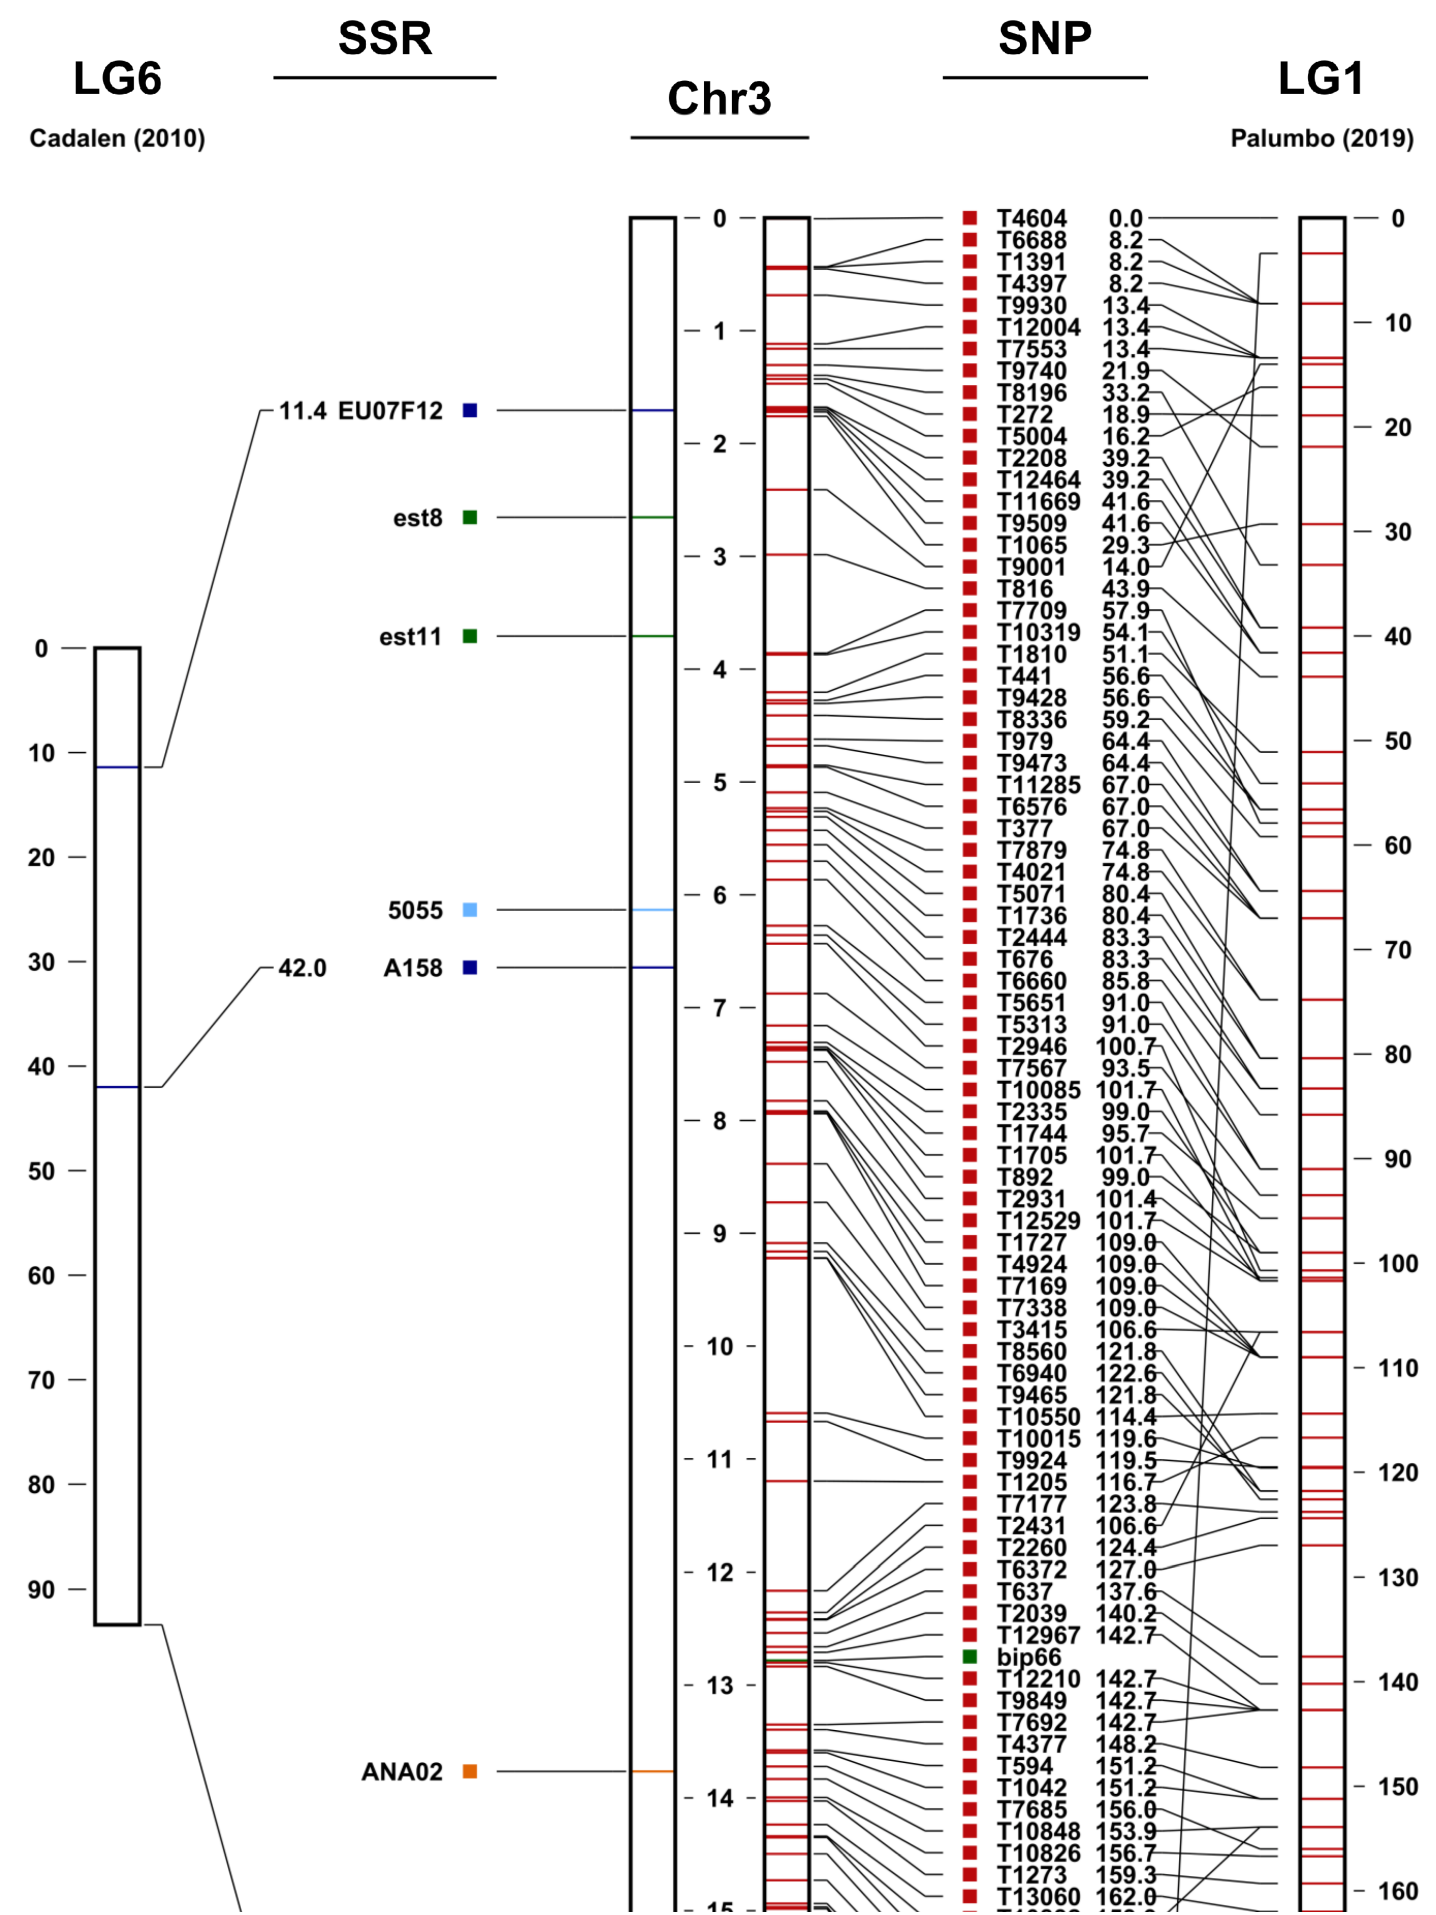 SSR
SNP
LG6
Chr3
LG1
Cadalen (2010)
Palumbo (2019)
0
10
20
30
40
50
60
70
80
90
11.4 EU07F12
est8
est11
5055
42.0 A158
ANA02
0
1
2
3
4
5
6
7
8
9
10
11
12
13
14
15
T4604 0.0
T6688 8.2
T1391 8.2
T4397 8.2
T9930 13.4
T12004 13.4
T7553 13.4
T9740 21.9
T8196 33.2
T272 18.9
T5004 16.2
T2208 39.2
T12464 39.2
T11669 41.6
T9509 41.6
T1065 29.3
T9001 14.0
T816 43.9
T7709 57.9
T10319 54.1
T1810 51.1
T441 56.6
T9428 56.6
T8336 59.2
T979 64.4
T9473 64.4
T11285 67.0
T6576 67.0
T377 67.0
T7879 74.8
T4021 74.8
T5071 80.4
T1736 80.4
T2444 83.3
T676 83.3
T6660 85.8
T5651 91.0
T5313 91.0
T2946 100.7
T7567 93.5
T10085 101.7
T2335 99.0
T1744 95.7
T1705 101.7
T892 99.0
T2931 101.4
T12529 101.7
T1727 109.0
T4924 109.0
T7169 109.0
T7338 109.0
T3415 106.6
T8560 121.8
T6940 122.6
T9465 121.8
T10550 114.4
T10015 119.6
T9924 119.5
T1205 116.7
T7177 123.8
T2431 106.6
T2260 124.4
T6372 127.0
T637 137.6
T2039 140.2
T12967 142.7
bip66
T12210 142.7
T9849 142.7
T7692 142.7
T4377 148.2
T594 151.2
T1042 151.2
T7685 156.0
T10848 153.9
T10826 156.7
T1273 159.3
T13060 162.0
0
10
20
30
40
50
60
70
80
90
100
110
120
130
140
150
160